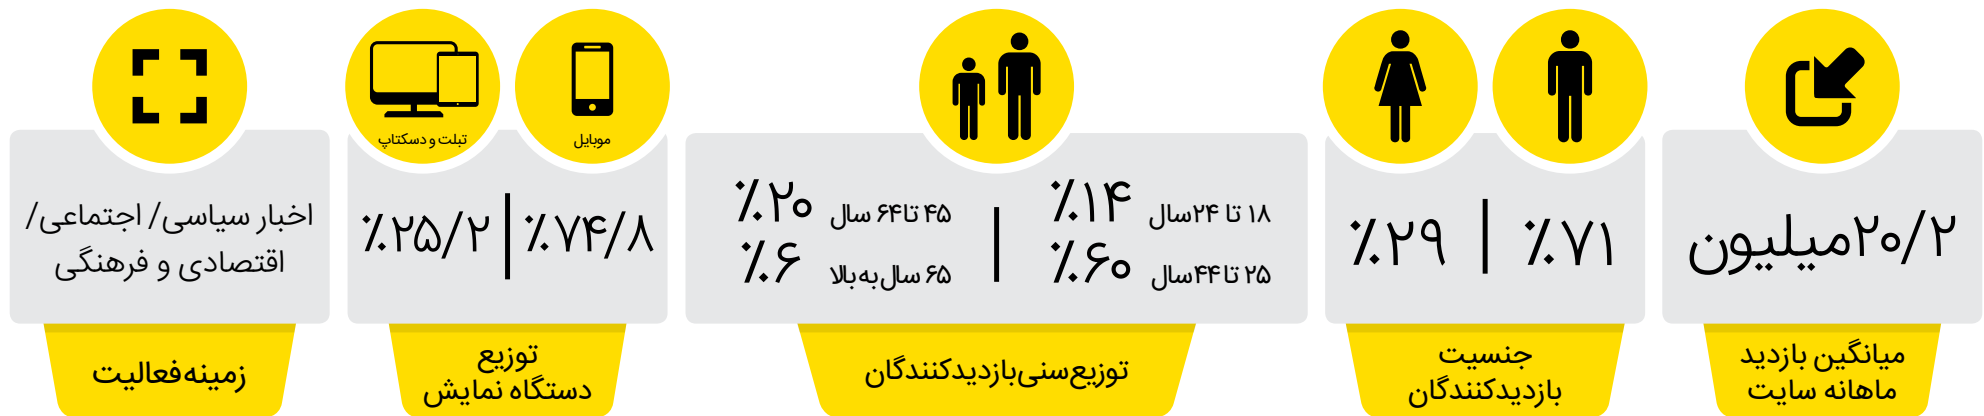 ۲۰/۲میلیون
میانگین بازدید
ماهانه سایت
٪۷۱ | ٪۲۹
جنسیت
بازدیدکنندگان
۱۸ تا ۲۴سال ٪۱۴
۲۵ تا ۴۴سال ٪۶۰
۴۵ تا۶۴ سال ٪۲۰
۶۵ سال به بالا ٪۶
توزیع سنی بازدیدکنندگان
موبایل
تبلت و دسکتاپ
٪۷۴/۸ | ٪۲۵/۲
توزیع
دستگاه نمایش
اخبار سیاسی/ اجتماعی/
اقتصادی و فرهنگی
زمینه فعالیت